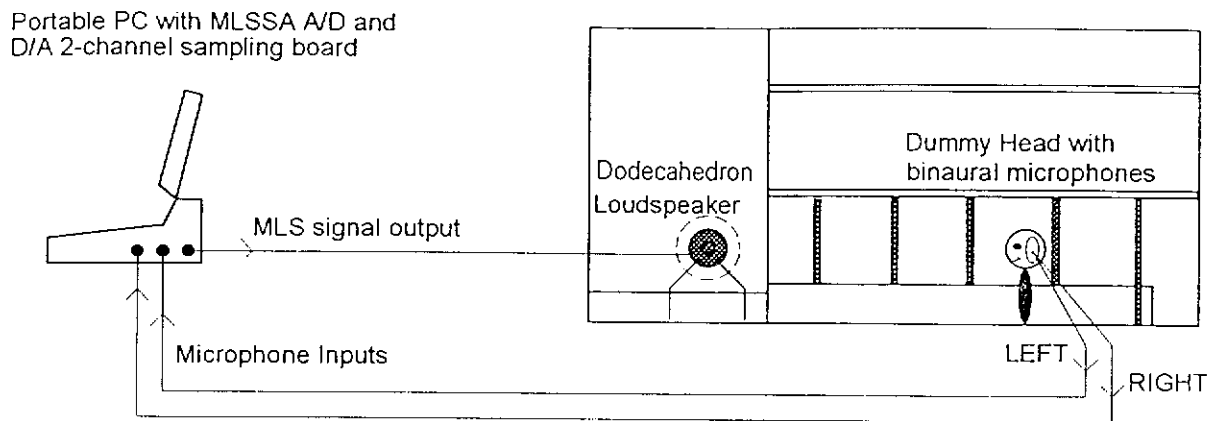 Portable PC with MLSSA A/D and
D/A 2-channel sampling board
Dummy Head with
binaural microphones
Dodecahedron
Loudspeaker
MLS signal output
Microphone Inputs
LEFT
RIGHT